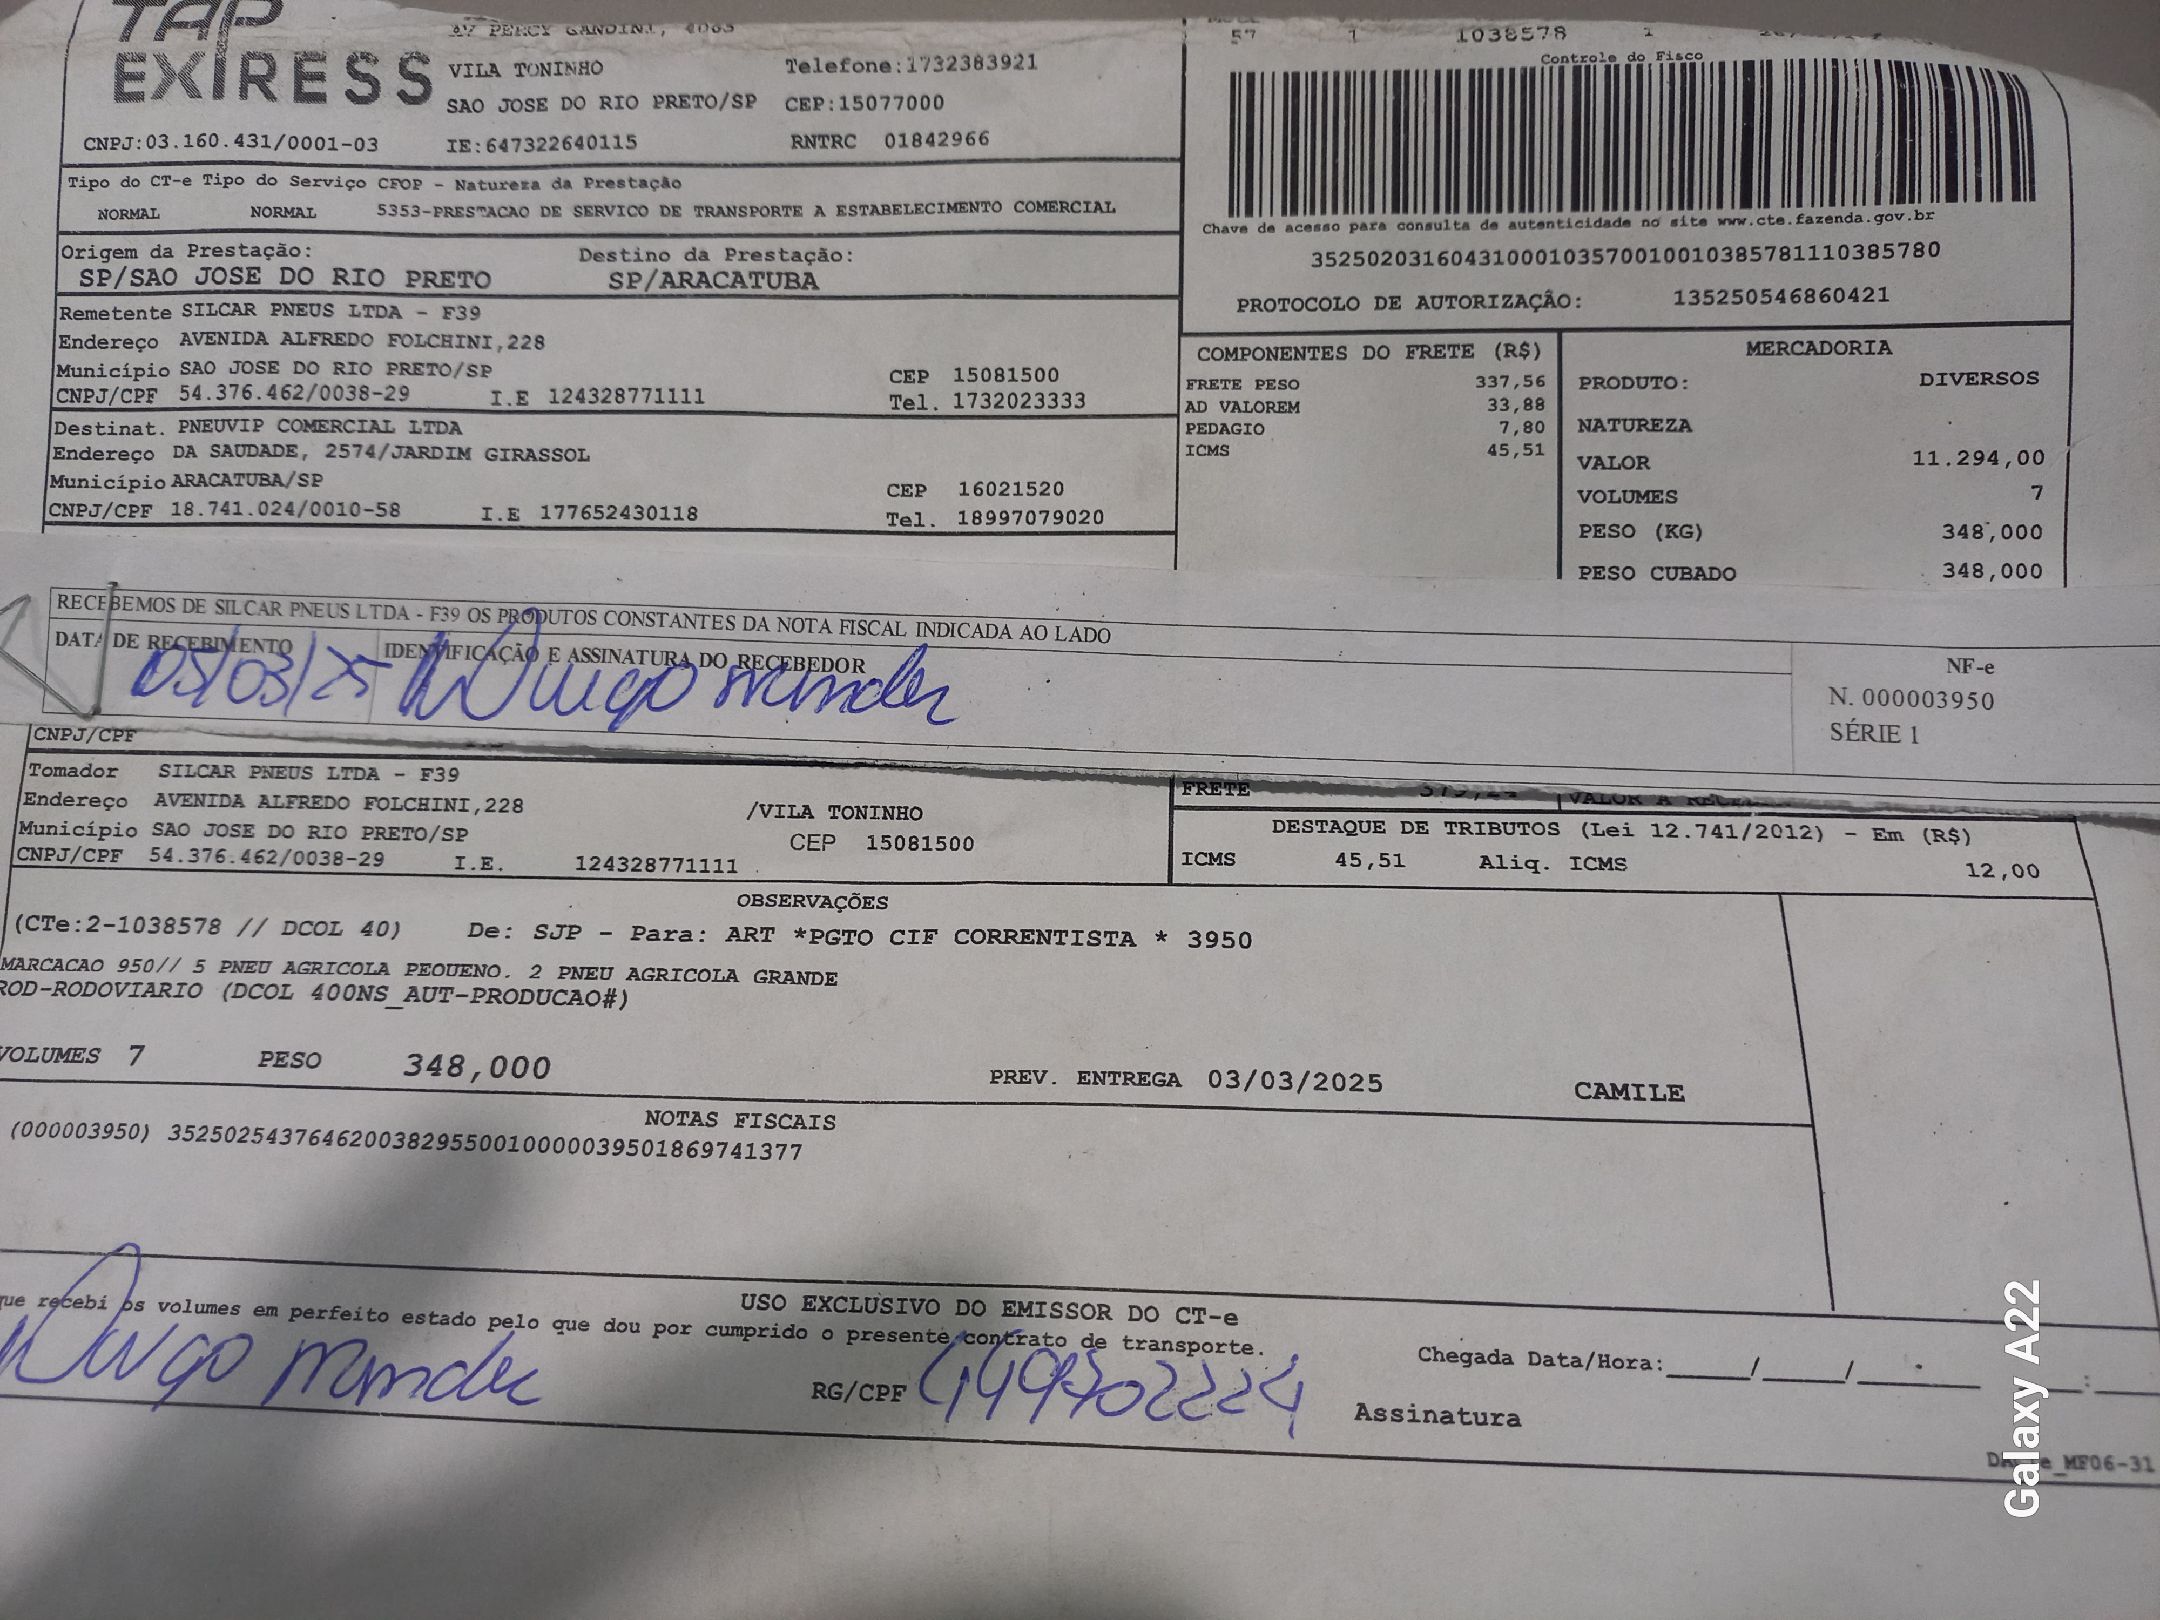 TAP
EXPRESS
AV PERCY GANDINI, 4065
VILA TONINHO Telefone:1732383921
SAO JOSE DO RIO PRETO/SP CEP:15077000
CNPJ:03.160.431/0001-03 IE:647322640115 RNTRC 01842966
57 1 1038578 1
Controle do Fisco
Chave de acesso para consulta de autenticidade no site www.cte.fazenda.gov.br
35250203160431000103570010010385781110385780
PROTOCOLO DE AUTORIZAÇÃO: 135250546860421
Tipo do CT-e Tipo do Serviço CFOP - Natureza da Prestação
NORMAL NORMAL 5353-PRESTACAO DE SERVICO DE TRANSPORTE A ESTABELECIMENTO COMERCIAL
Origem da Prestação: Destino da Prestação:
SP/SAO JOSE DO RIO PRETO SP/ARACATUBA
Remetente SILCAR PNEUS LTDA - F39
Endereço AVENIDA ALFREDO FOLCHINI,228
Município SAO JOSE DO RIO PRETO/SP CEP 15081500
CNPJ/CPF 54.376.462/0038-29 I.E 124328771111 Tel. 1732023333
Destinat. PNEUVIP COMERCIAL LTDA
Endereço DA SAUDADE, 2574/JARDIM GIRASSOL
Município ARACATUBA/SP CEP 16021520
CNPJ/CPF 18.741.024/0010-58 I.E 177652430118 Tel. 18997079020
COMPONENTES DO FRETE (R$)
FRETE PESO 337,56
AD VALOREM 33,88
PEDAGIO 7,80
ICMS 45,51
MERCADORIA
PRODUTO: DIVERSOS
NATUREZA
VALOR 11.294,00
VOLUMES 7
PESO (KG) 348,000
PESO CUBADO 348,000
RECEBEMOS DE SILCAR PNEUS LTDA - F39 OS PRODUTOS CONSTANTES DA NOTA FISCAL INDICADA AO LADO
DATA DE RECEBIMENTO IDENTIFICAÇÃO E ASSINATURA DO RECEBEDOR
05/03/25
NF-e
N. 000003950
SÉRIE 1
CNPJ/CPF
Tomador SILCAR PNEUS LTDA - F39
Endereço AVENIDA ALFREDO FOLCHINI,228 /VILA TONINHO
Município SAO JOSE DO RIO PRETO/SP CEP 15081500
CNPJ/CPF 54.376.462/0038-29 I.E. 124328771111
FRETE VALOR A
DESTAQUE DE TRIBUTOS (Lei 12.741/2012) - Em (R$)
ICMS 45,51 Aliq. ICMS 12,00
OBSERVAÇÕES
(CTe:2-1038578 // DCOL 40) De: SJP - Para: ART *PGTO CIF CORRENTISTA * 3950
MARCACAO 950// 5 PNEU AGRICOLA PEQUENO. 2 PNEU AGRICOLA GRANDE
ROD-RODOVIARIO (DCOL 400NS_AUT-PRODUCAO#)
VOLUMES 7 PESO 348,000 PREV. ENTREGA 03/03/2025 CAMILE
NOTAS FISCAIS
(000003950) 35250254376462003829550010000039501869741377
USO EXCLUSIVO DO EMISSOR DO CT-e
que recebi os volumes em perfeito estado pelo que dou por cumprido o presente contrato de transporte.
RG/CPF
Chegada Data/Hora:____/____/____ :
Assinatura
Galaxy A22